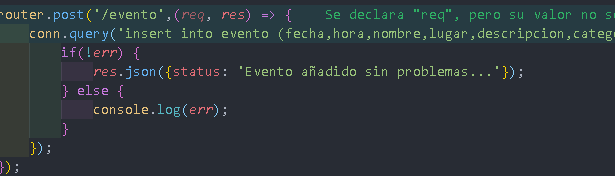 router.post('/evento',(req, res) => { Se declara "req", pero su valor no se
conn.query('insert into evento (fecha,hora,nombre,lugar,descripcion,categ
if(!err) {
res.json({status: 'Evento añadido sin problemas...'});
} else {
console.log(err);
}
});
});